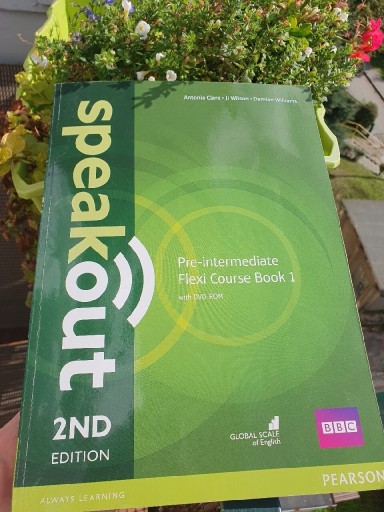 Antonia Clare • JJ Wilson • Damian Williams
speakout
Pre-intermediate
Flexi Course Book 1
with DVD-ROM
2ND
EDITION
GLOBAL SCALE
of English
BBC
ALWAYS LEARNING
PEARSON